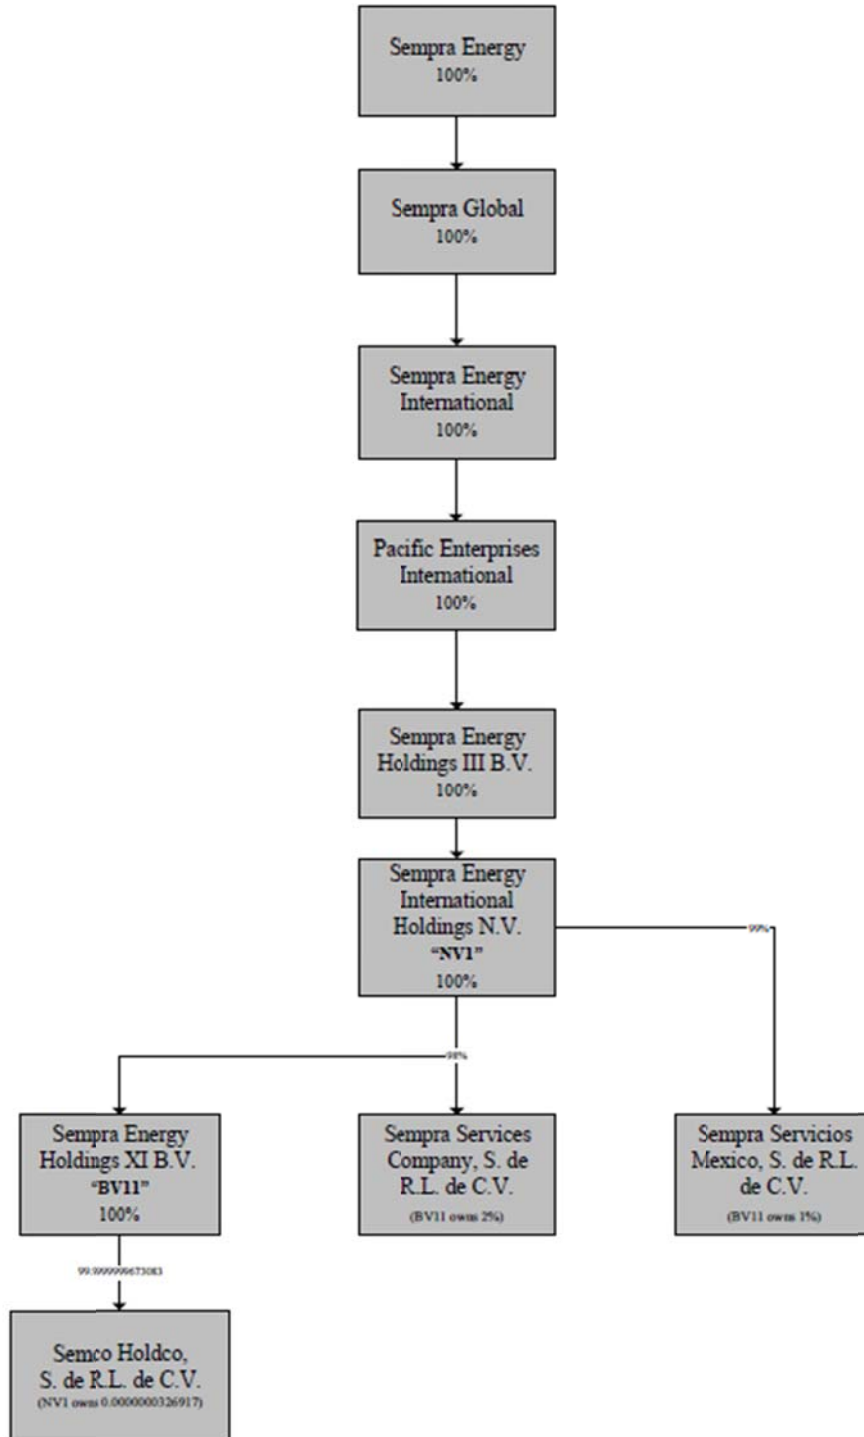 Sempra Energy
100%
Sempra Global
100%
Sempra Energy
International
100%
Pacific Enterprises
International
100%
Sempra Energy
Holdings III B.V.
100%
Sempra Energy
International
Holdings N.V.
“NV1”
100%
99%
98%
Sempra Energy
Holdings XI B.V.
“BV11”
100%
Sempra Services
Company, S. de
R.L. de C.V.
(BV11 owns 2%)
Sempra Servicios
Mexico, S. de R.L.
de C.V.
(BV11 owns 1%)
99.9999999673083
Semco Holdco,
S. de R.L. de C.V.
(NV1 owns 0.0000000326917)